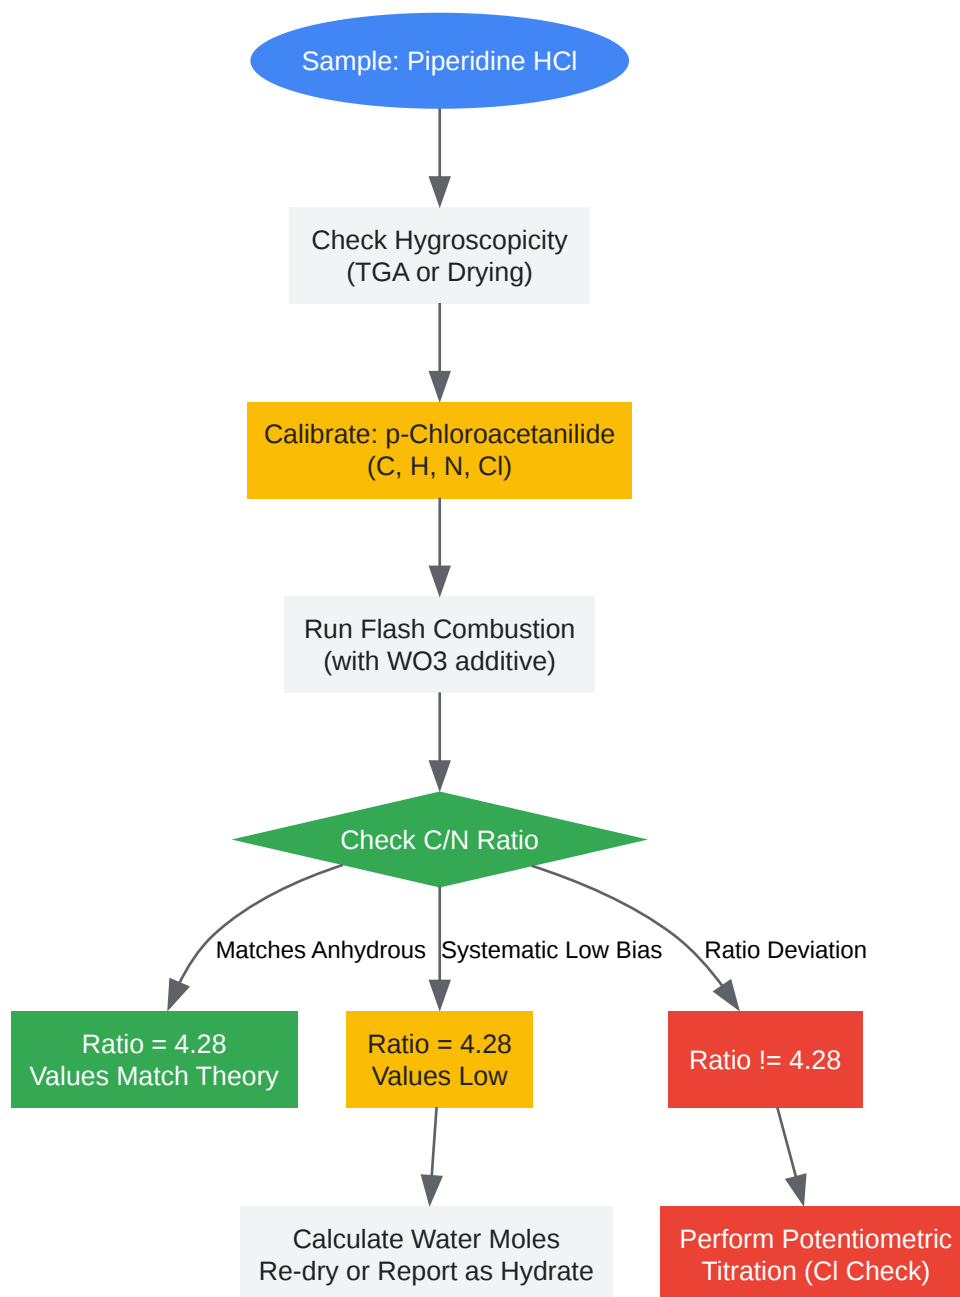 Sample: Piperidine HCl
Check Hygroscopicity
(TGA or Drying)
Calibrate: p-Chloroacetanilide
(C, H, N, Cl)
Run Flash Combustion
(with WO3 additive)
Check C/N Ratio
Matches Anhydrous
Systematic Low Bias
Ratio Deviation
Ratio = 4.28
Values Match Theory
Ratio = 4.28
Values Low
Ratio != 4.28
Calculate Water Moles
Re-dry or Report as Hydrate
Perform Potentiometric
Titration (Cl Check)